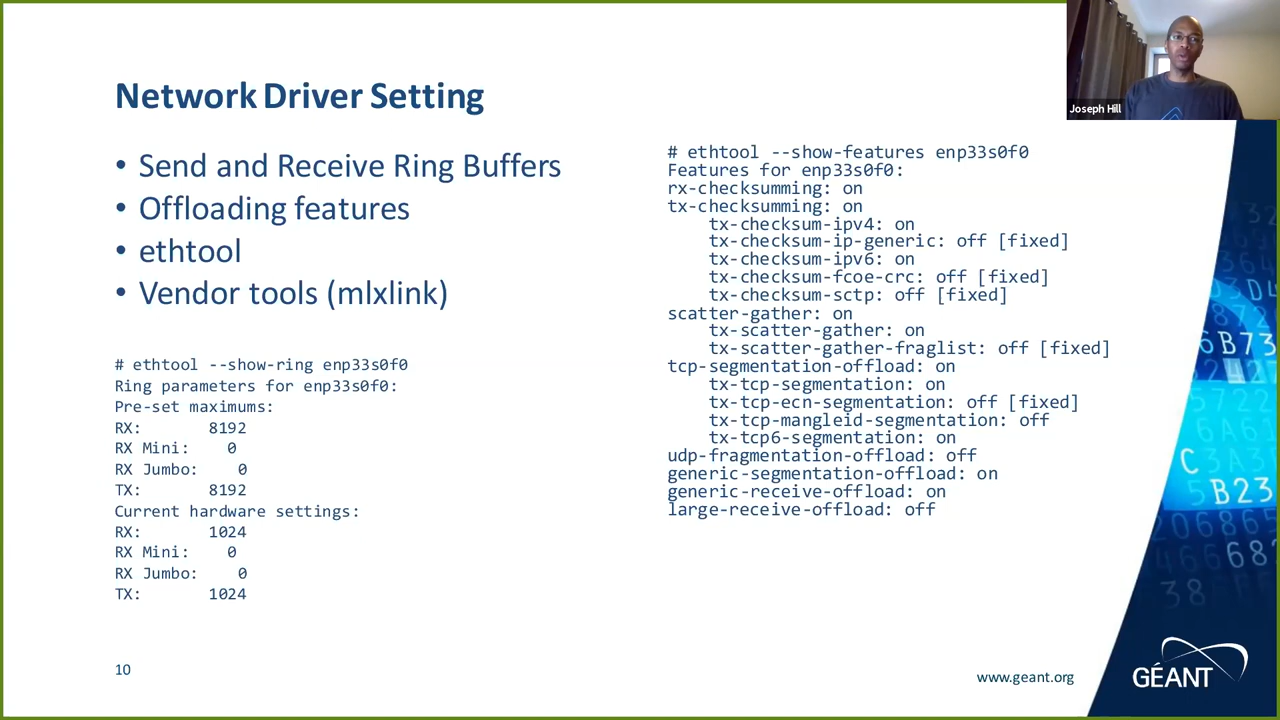 Joseph Hill
Network Driver Setting
• Send and Receive Ring Buffers
• Offloading features
• ethtool
• Vendor tools (mlxlink)
# ethtool --show-ring enp33s0f0
Ring parameters for enp33s0f0:
Pre-set maximums:
RX: 8192
RX Mini: 0
RX Jumbo: 0
TX: 8192
Current hardware settings:
RX: 1024
RX Mini: 0
RX Jumbo: 0
TX: 1024
# ethtool --show-features enp33s0f0
Features for enp33s0f0:
rx-checksumming: on
tx-checksumming: on
tx-checksum-ipv4: on
tx-checksum-ip-generic: off [fixed]
tx-checksum-ipv6: on
tx-checksum-fcoe-crc: off [fixed]
tx-checksum-sctp: off [fixed]
scatter-gather: on
tx-scatter-gather: on
tx-scatter-gather-fraglist: off [fixed]
tcp-segmentation-offload: on
tx-tcp-segmentation: on
tx-tcp-ecn-segmentation: off [fixed]
tx-tcp-mangleid-segmentation: off
tx-tcp6-segmentation: on
udp-fragmentation-offload: off
generic-segmentation-offload: on
generic-receive-offload: on
large-receive-offload: off
10
www.geant.org
GÉANT